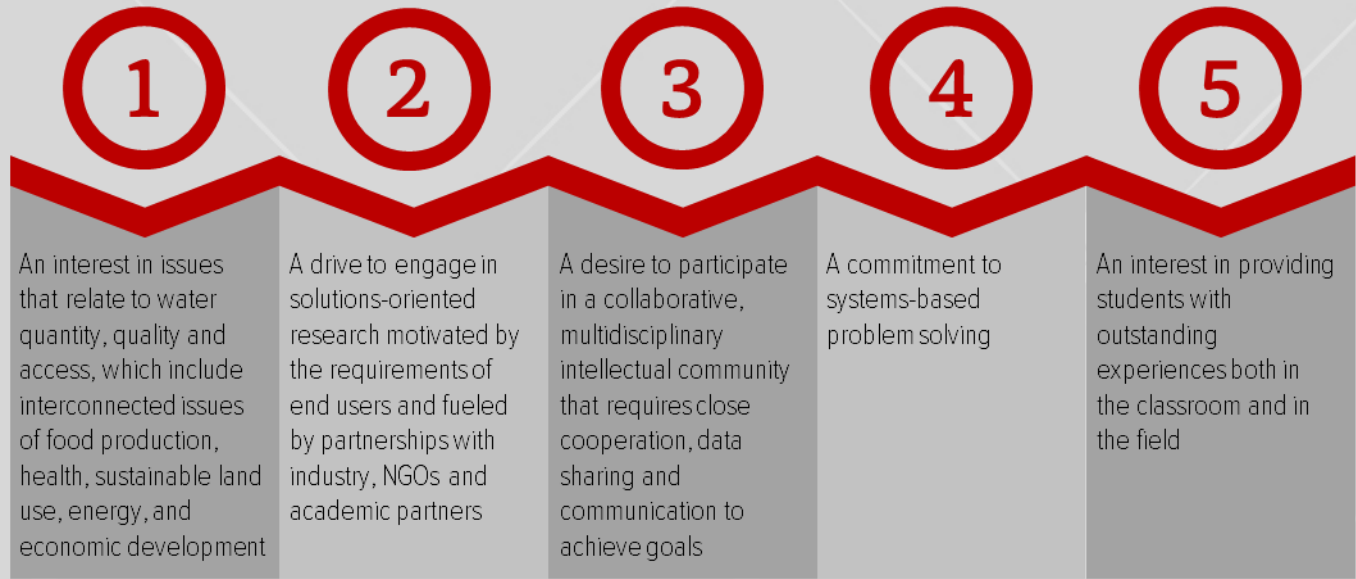 1
An interest in issues
that relate to water
quantity, quality and
access, which include
interconnected issues
of food production,
health, sustainable land
use, energy, and
economic development
2
A drive to engage in
solutions-oriented
research motivated by
the requirements of
end users and fueled
by partnerships with
industry, NGOs and
academic partners
3
A desire to participate
in a collaborative,
multidisciplinary
intellectual community
that requires close
cooperation, data
sharing and
communication to
achieve goals
4
A commitment to
systems-based
problem solving
5
An interest in providing
students with
outstanding
experiences both in
the classroom and in
the field